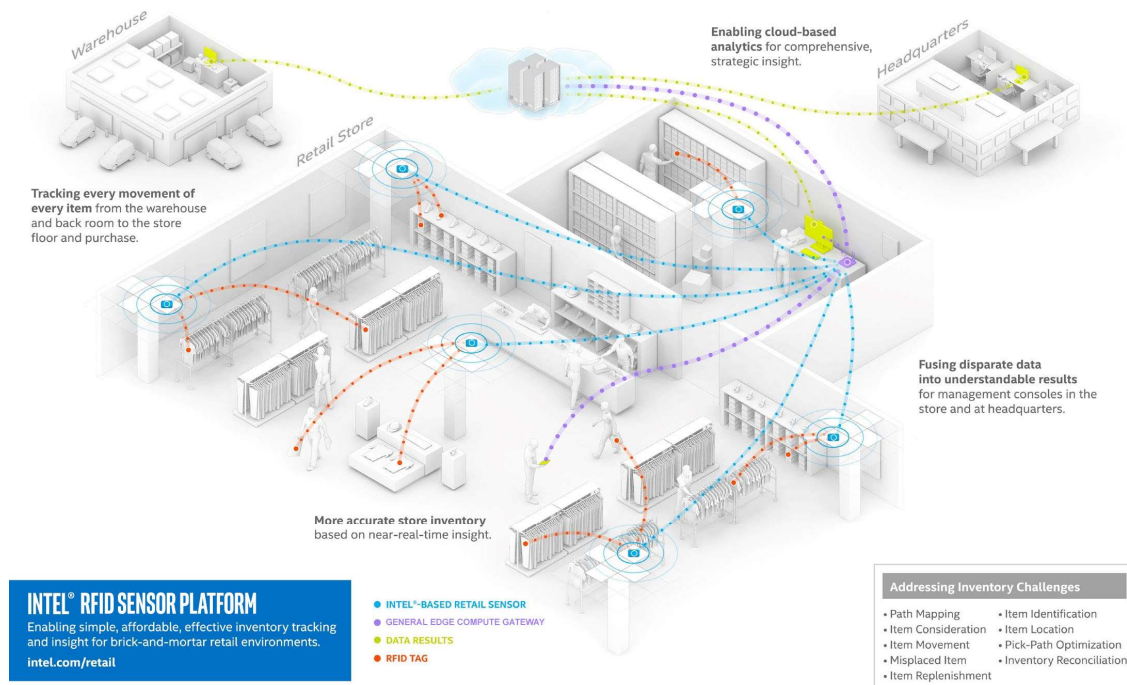 Warehouse
Enabling cloud-based
analytics for comprehensive,
strategic insight.
Headquarters
Retail Store
Tracking every movement of
every item from the warehouse
and back room to the store
floor and purchase.
Fusing disparate data
into understandable results
for management consoles in the
store and at headquarters.
More accurate store inventory
based on near-real-time insight.
INTEL® RFID SENSOR PLATFORM
Enabling simple, affordable, effective inventory tracking
and insight for brick-and-mortar retail environments.
intel.com/retail
• INTEL®-BASED RETAIL SENSOR
• GENERAL EDGE COMPUTE GATEWAY
• DATA RESULTS
• RFID TAG
Addressing Inventory Challenges
• Path Mapping
• Item Consideration
• Item Movement
• Misplaced Item
• Item Replenishment
• Item Identification
• Item Location
• Pick-Path Optimization
• Inventory Reconciliation